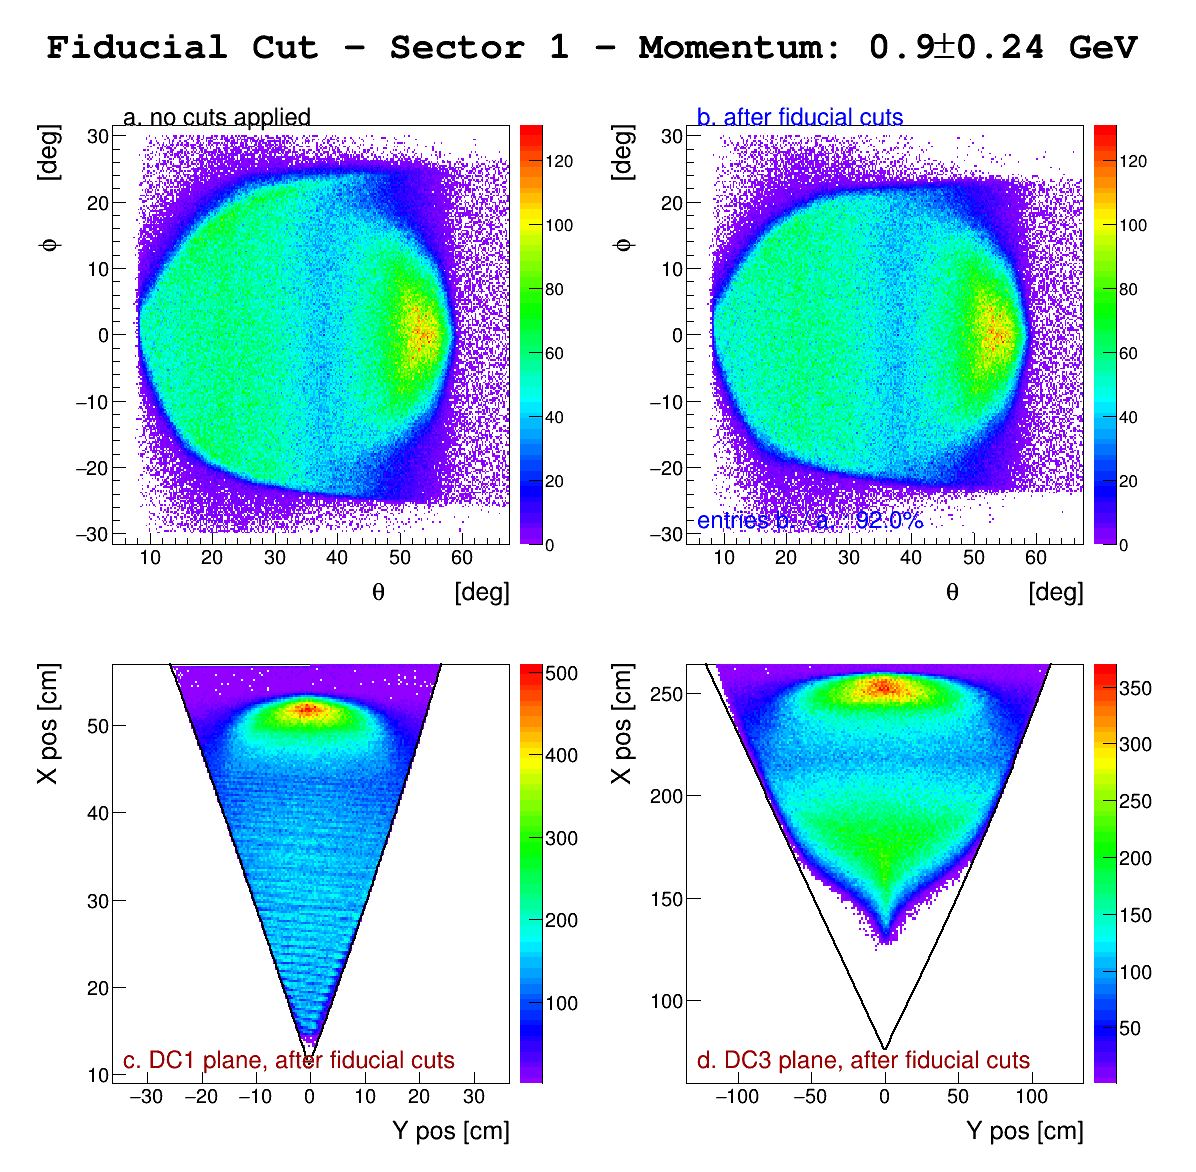 Fiducial Cut - Sector 1 - Momentum: 0.9±0.24 GeV
a. no cuts applied
φ [deg]
30
20
10
0
−10
−20
−30
10 20 30 40 50 60
θ [deg]
120
100
80
60
40
20
0
b. after fiducial cuts
φ [deg]
30
20
10
0
−10
−20
−30
entries b / a : 92.0%
10 20 30 40 50 60
θ [deg]
120
100
80
60
40
20
0
X pos [cm]
50
40
30
20
10
c. DC1 plane, after fiducial cuts
−30 −20 −10 0 10 20 30
Y pos [cm]
500
400
300
200
100
X pos [cm]
250
200
150
100
d. DC3 plane, after fiducial cuts
−100 −50 0 50 100
Y pos [cm]
350
300
250
200
150
100
50